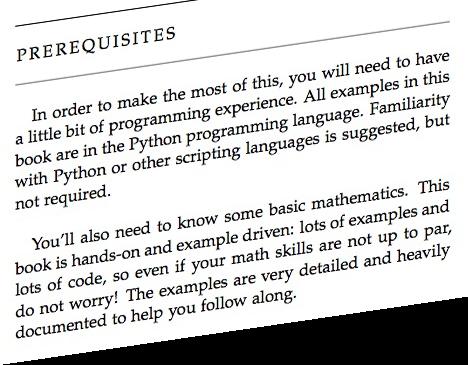 PREREQUISITES
In order to make the most of this, you will need to have
a little bit of programming experience. All examples in this
book are in the Python programming language. Familiarity
with Python or other scripting languages is suggested, but
not required.
You'll also need to know some basic mathematics. This
book is hands-on and example driven: lots of examples and
lots of code, so even if your math skills are not up to par,
do not worry! The examples are very detailed and heavily
documented to help you follow along.